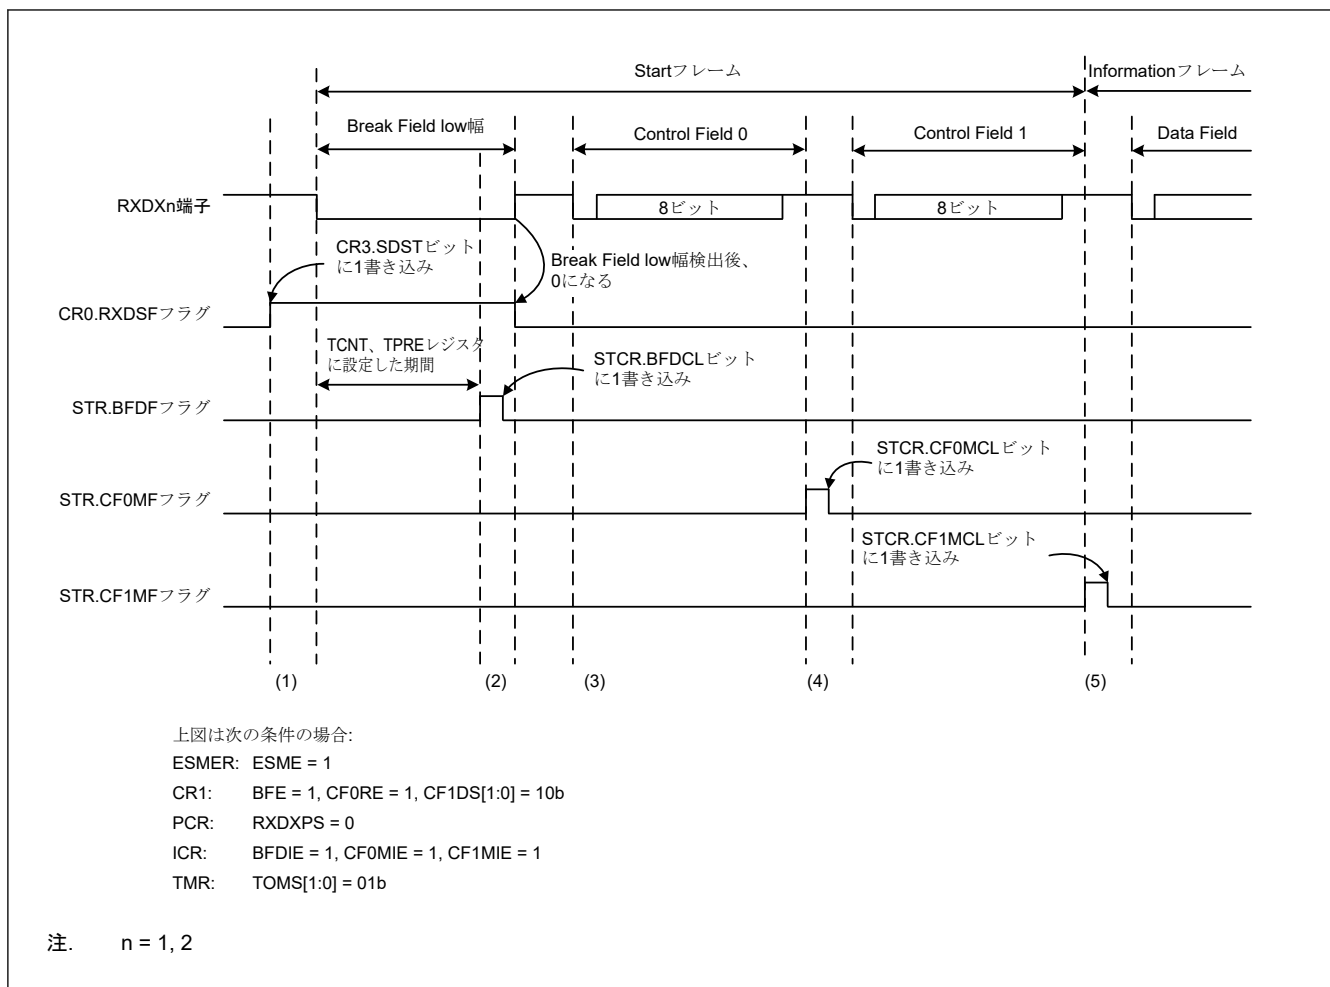 Startフレーム
Informationフレーム
Break Field low幅
Control Field 0
Control Field 1
Data Field
RXDXn端子
8ビット
8ビット
CR3.SDSTビット
に1書き込み
Break Field low幅検出後、
0になる
CR0.RXDSFフラグ
TCNT、TPREレジスタ
に設定した期間
STCR.BFDCLビット
に1書き込み
STR.BFDFフラグ
STCR.CF0MCLビット
に1書き込み
STR.CF0MFフラグ
STCR.CF1MCLビット
に1書き込み
STR.CF1MFフラグ
(1)
(2)
(3)
(4)
(5)
上図は次の条件の場合:
ESMER: ESME = 1
CR1: BFE = 1, CF0RE = 1, CF1DS[1:0] = 10b
PCR: RXDXPS = 0
ICR: BFDIE = 1, CF0MIE = 1, CF1MIE = 1
TMR: TOMS[1:0] = 01b
注. n = 1, 2